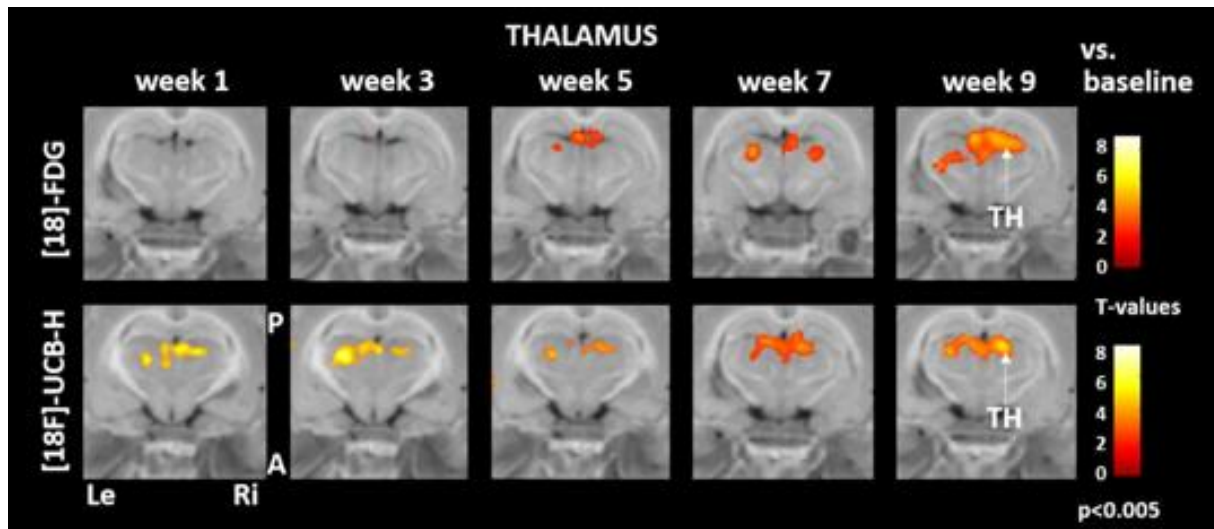 THALAMUS
vs.
baseline
week 1
week 3
week 5
week 7
week 9
[18]-FDG
8
6
4
2
0
TH
T-values
[18F]-UCB-H
P
A
8
6
4
2
0
TH
Le
Ri
p<0.005